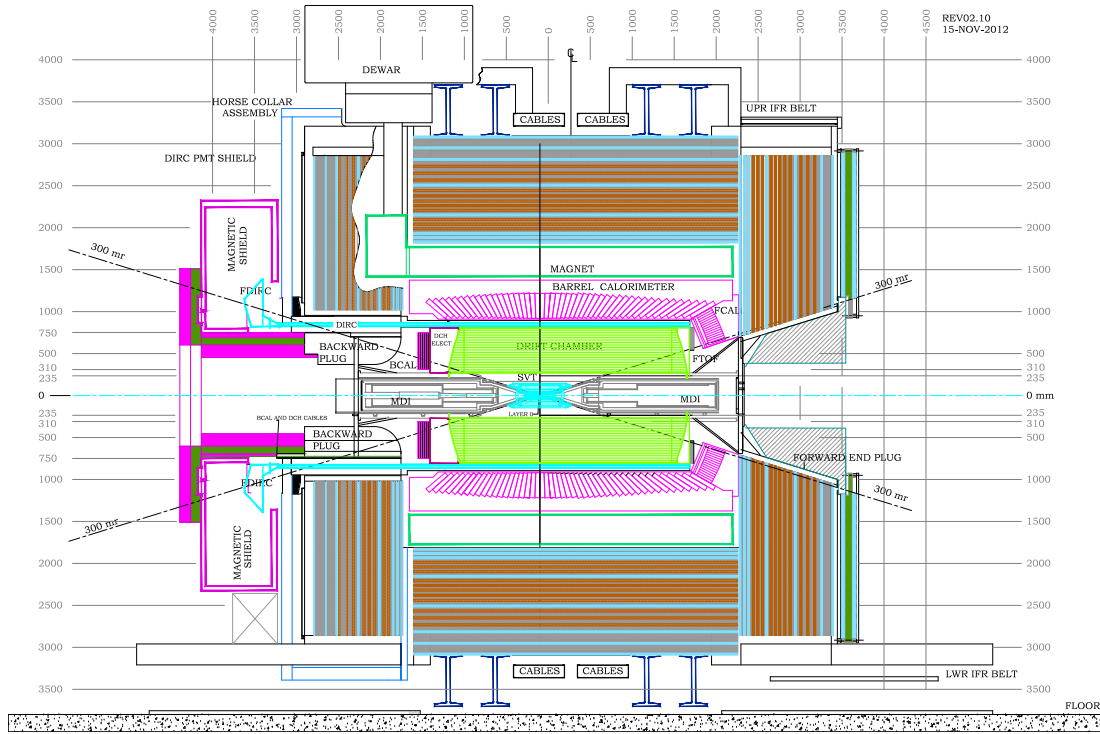 4000 3500 3000 2500 2000 1500 1000 500 0 500 1000 1500 2000 2500 3000 3500 4000 4500
REV02.10
15-NOV-2012
CL
DEWAR
4000 4000
3500 3500
HORSE COLLAR
ASSEMBLY
UPR IFR BELT
CABLES CABLES
3000 3000
DIRC PMT SHIELD
2500 2500
2000 2000
MAGNETIC
SHIELD
300 mr
1500 1500
MAGNET
300 mr
FDIRC
BARREL CALORIMETER
1000 1000
FCAL
DIRC
750
DCH
ELECT
BACKWARD
PLUG
DRIFT CHAMBER
500 500
FTOF
310 310
BCAL
235 235
SVT
0 0 mm
MDI MDI
235 235
LAYER 0
BCAL AND DCH CABLES
310 310
500 500
BACKWARD
PLUG
750
FORWARD END PLUG
1000 1000
FDIRC
300 mr
1500 1500
300 mr
MAGNETIC
SHIELD
2000 2000
2500 2500
3000 3000
CABLES CABLES
LWR IFR BELT
3500 3500
FLOOR